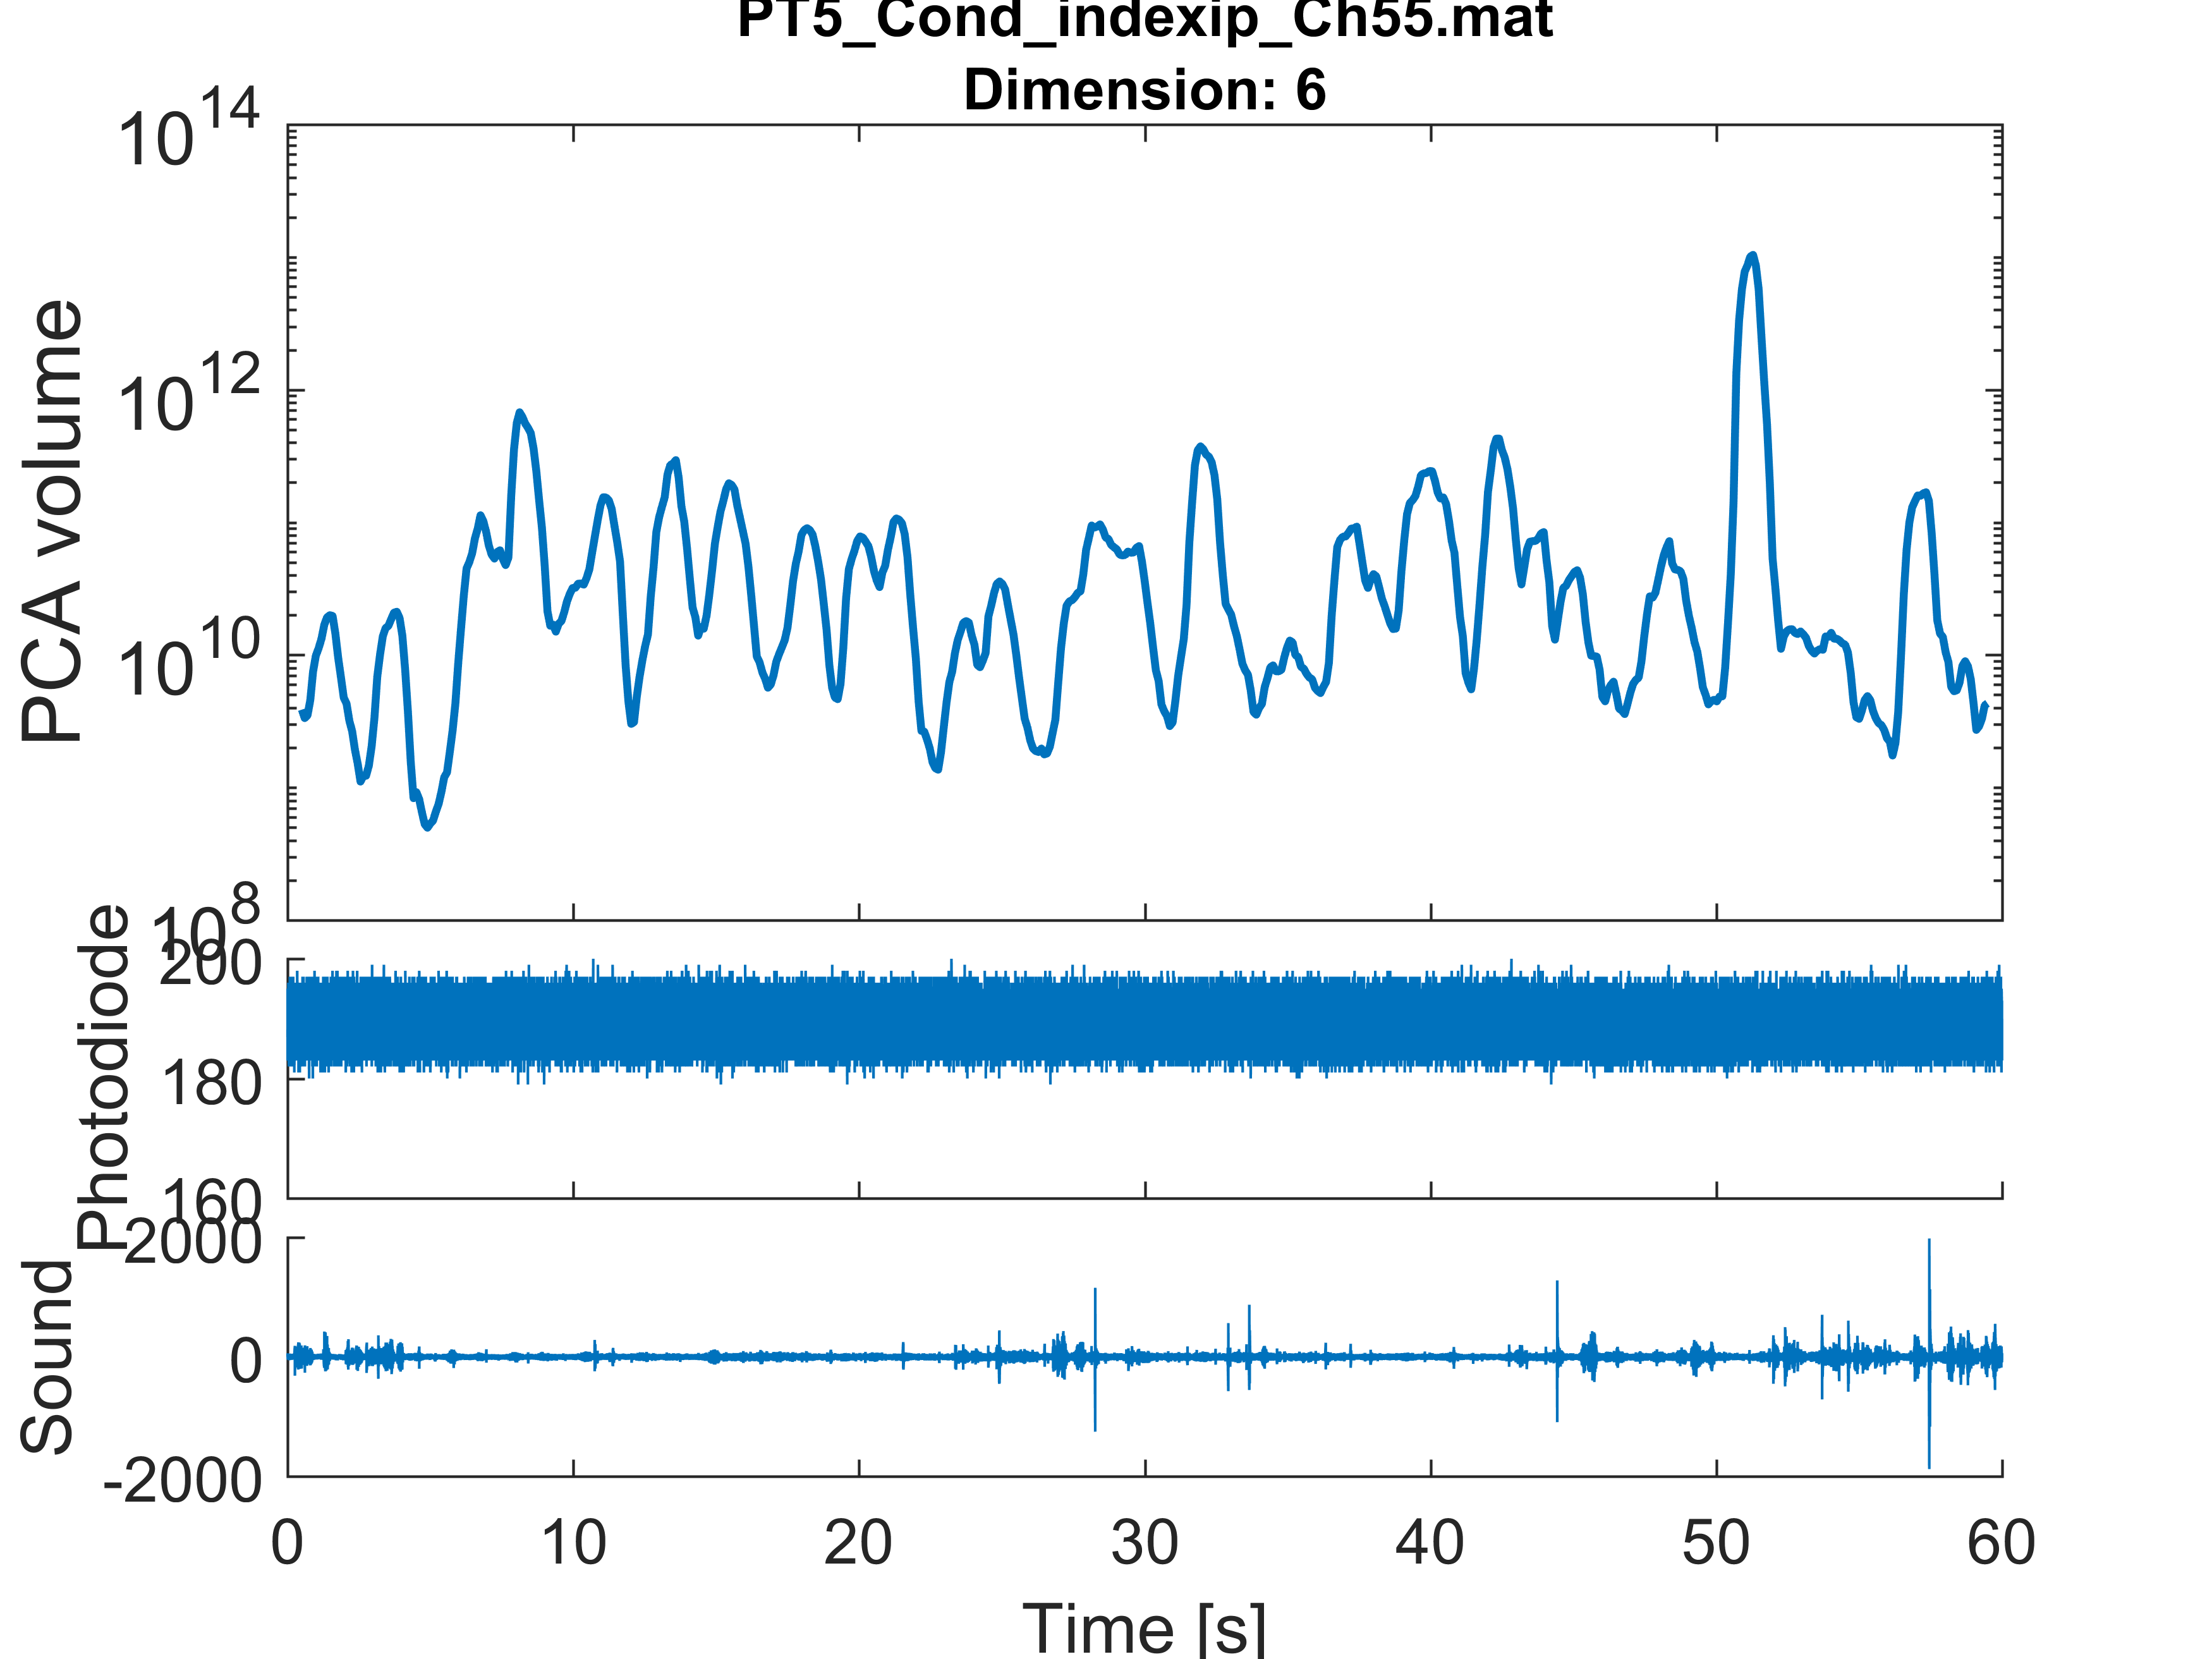 PT5_Cond_indexip_Ch55.mat
Dimension: 6
PCA volume
10^14
10^12
10^10
10^8
Photodiode
200
180
160
Sound
2000
0
-2000
0 10 20 30 40 50 60
Time [s]